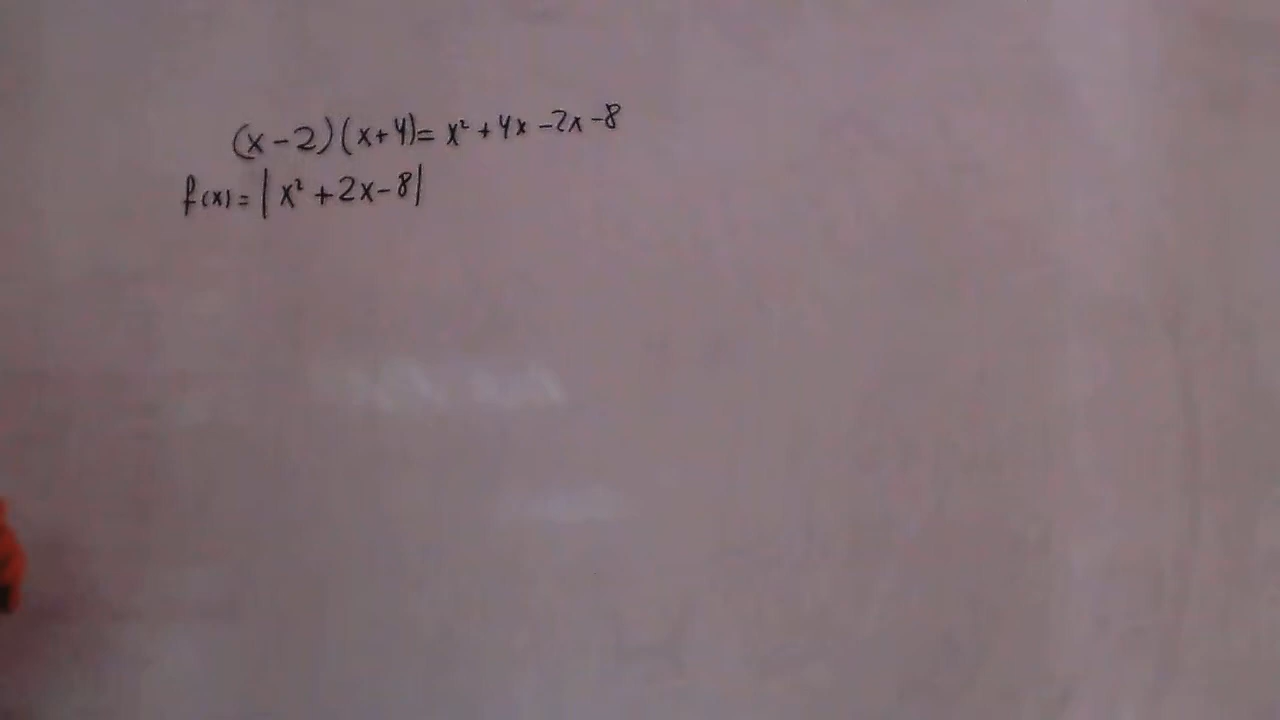 (x-2)(x+4)= x² + 4x - 2x - 8
f(x) = | x² + 2x - 8 |